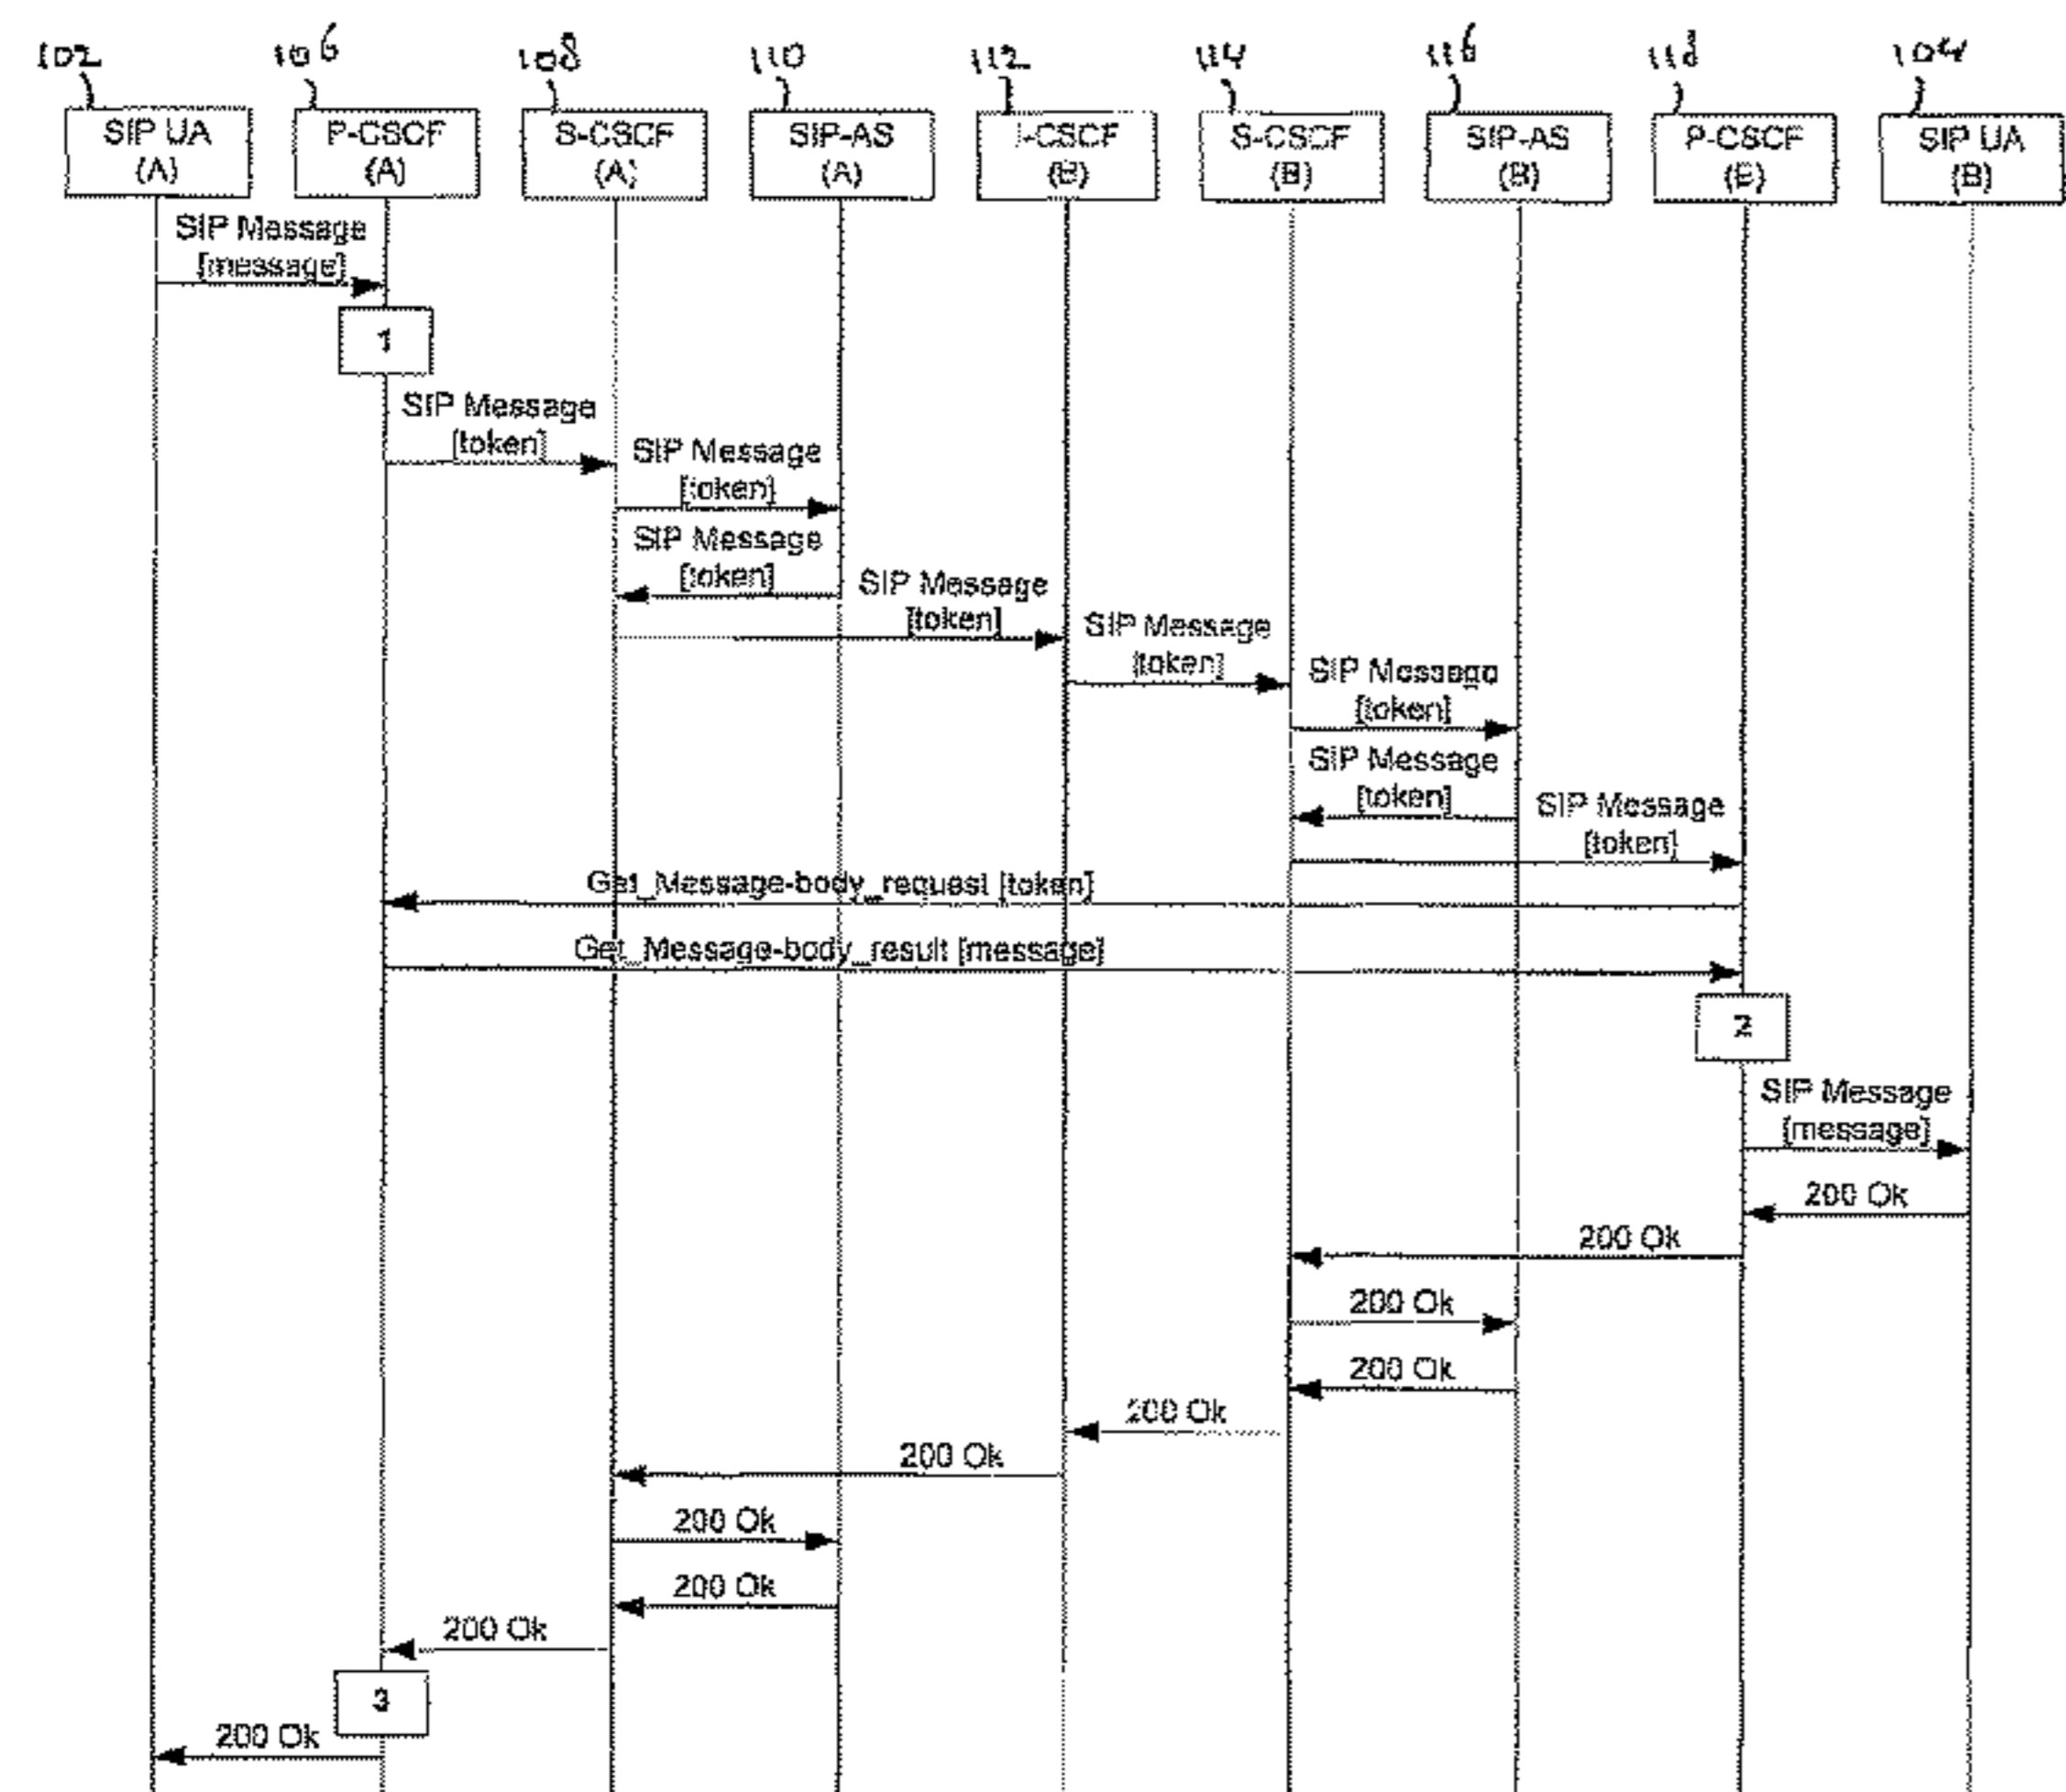 102 106 108 110 112 114 116 118 104
SIP UA P-CSCF S-CSCF SIP-AS I-CSCF S-CSCF SIP-AS P-CSCF SIP UA
(A) (A) (A) (A) (B) (B) (B) (B) (B)
SIP Message
[message]
1
SIP Message
[token]
SIP Message
[token]
SIP Message
[token]
SIP Message
[token]
SIP Message
[token]
SIP Message
[token]
SIP Message
[token]
SIP Message
[token]
Get_Message-body_request [token]
Get_Message-body_result [message]
2
SIP Message
[message]
200 Ok
200 Ok
200 Ok
200 Ok
200 Ok
200 Ok
200 Ok
200 Ok
200 Ok
3
200 Ok